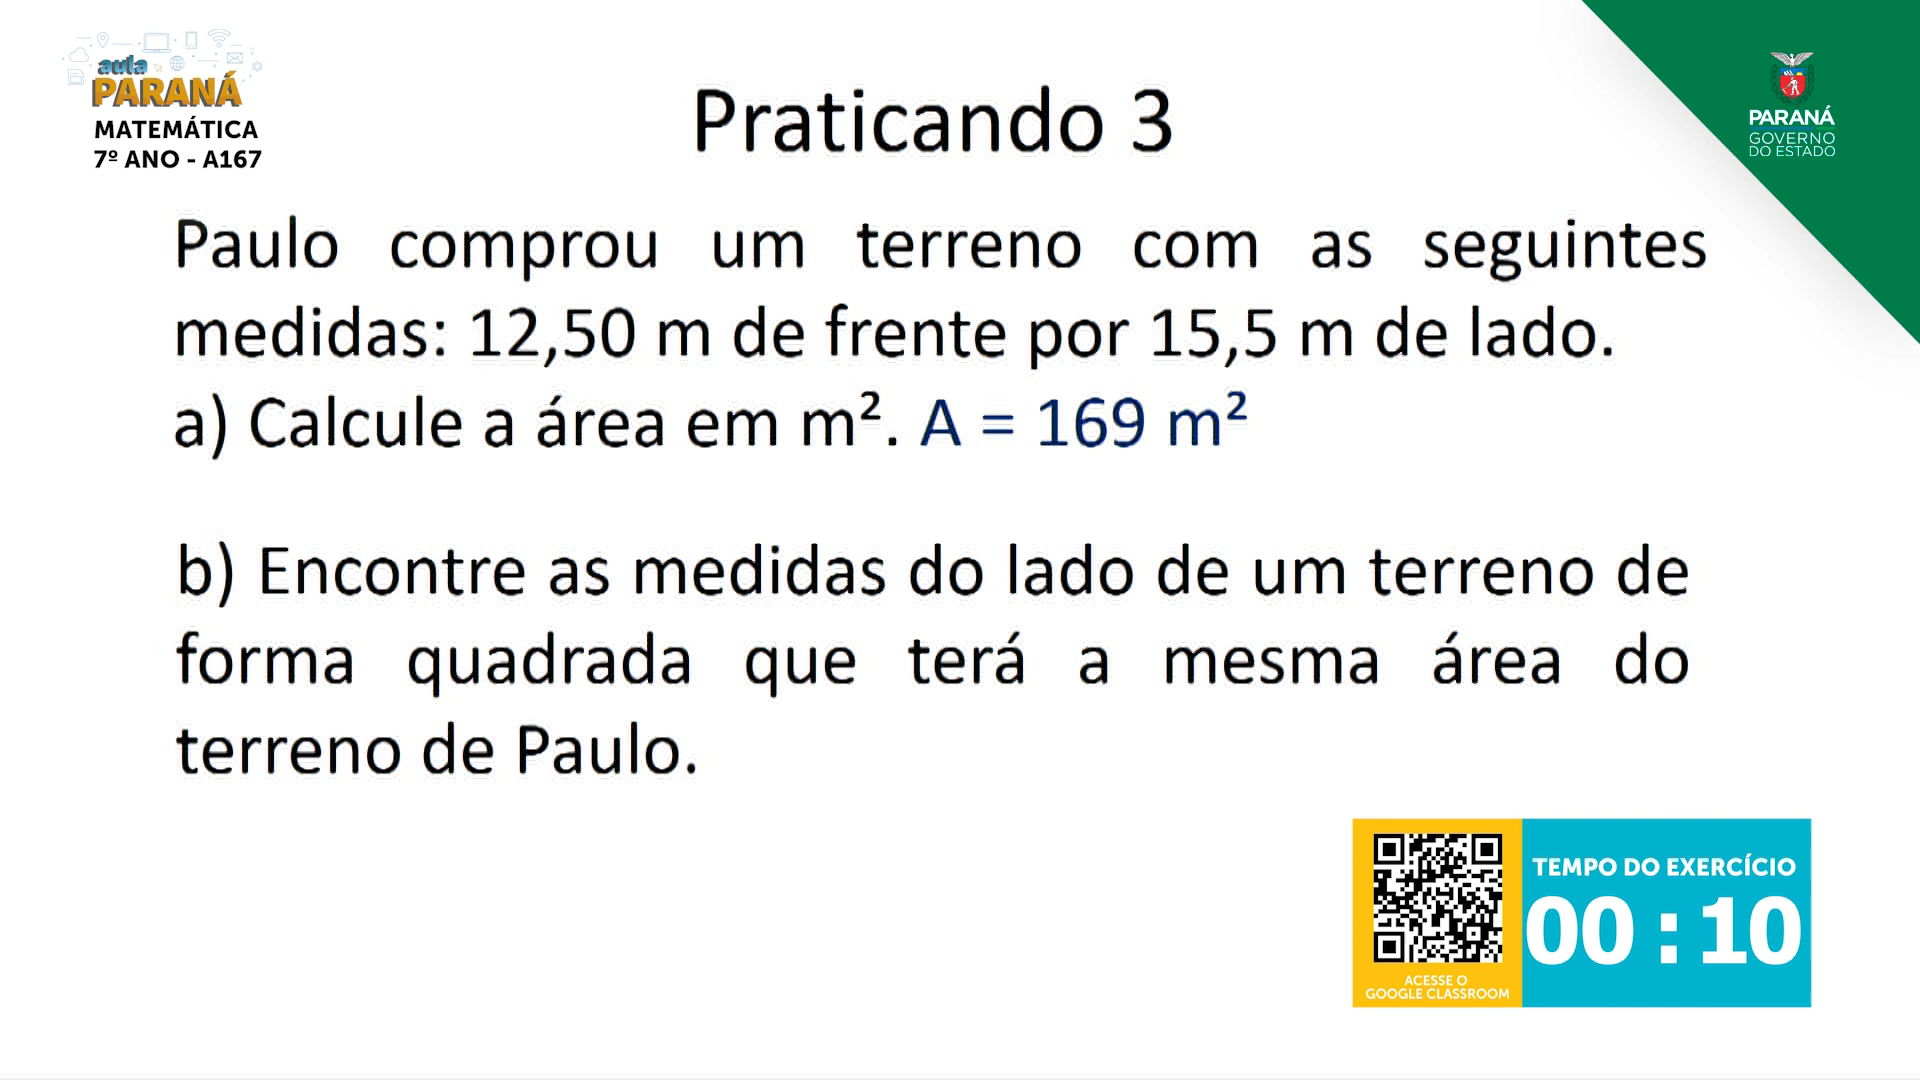 aula
PARANÁ
MATEMÁTICA
7º ANO - A167
PARANÁ
GOVERNO
DO ESTADO
Praticando 3
Paulo comprou um terreno com as seguintes
medidas: 12,50 m de frente por 15,5 m de lado.
a) Calcule a área em m². A = 169 m²
b) Encontre as medidas do lado de um terreno de
forma quadrada que terá a mesma área do
terreno de Paulo.
ACESSE O
GOOGLE CLASSROOM
TEMPO DO EXERCÍCIO
00 : 10